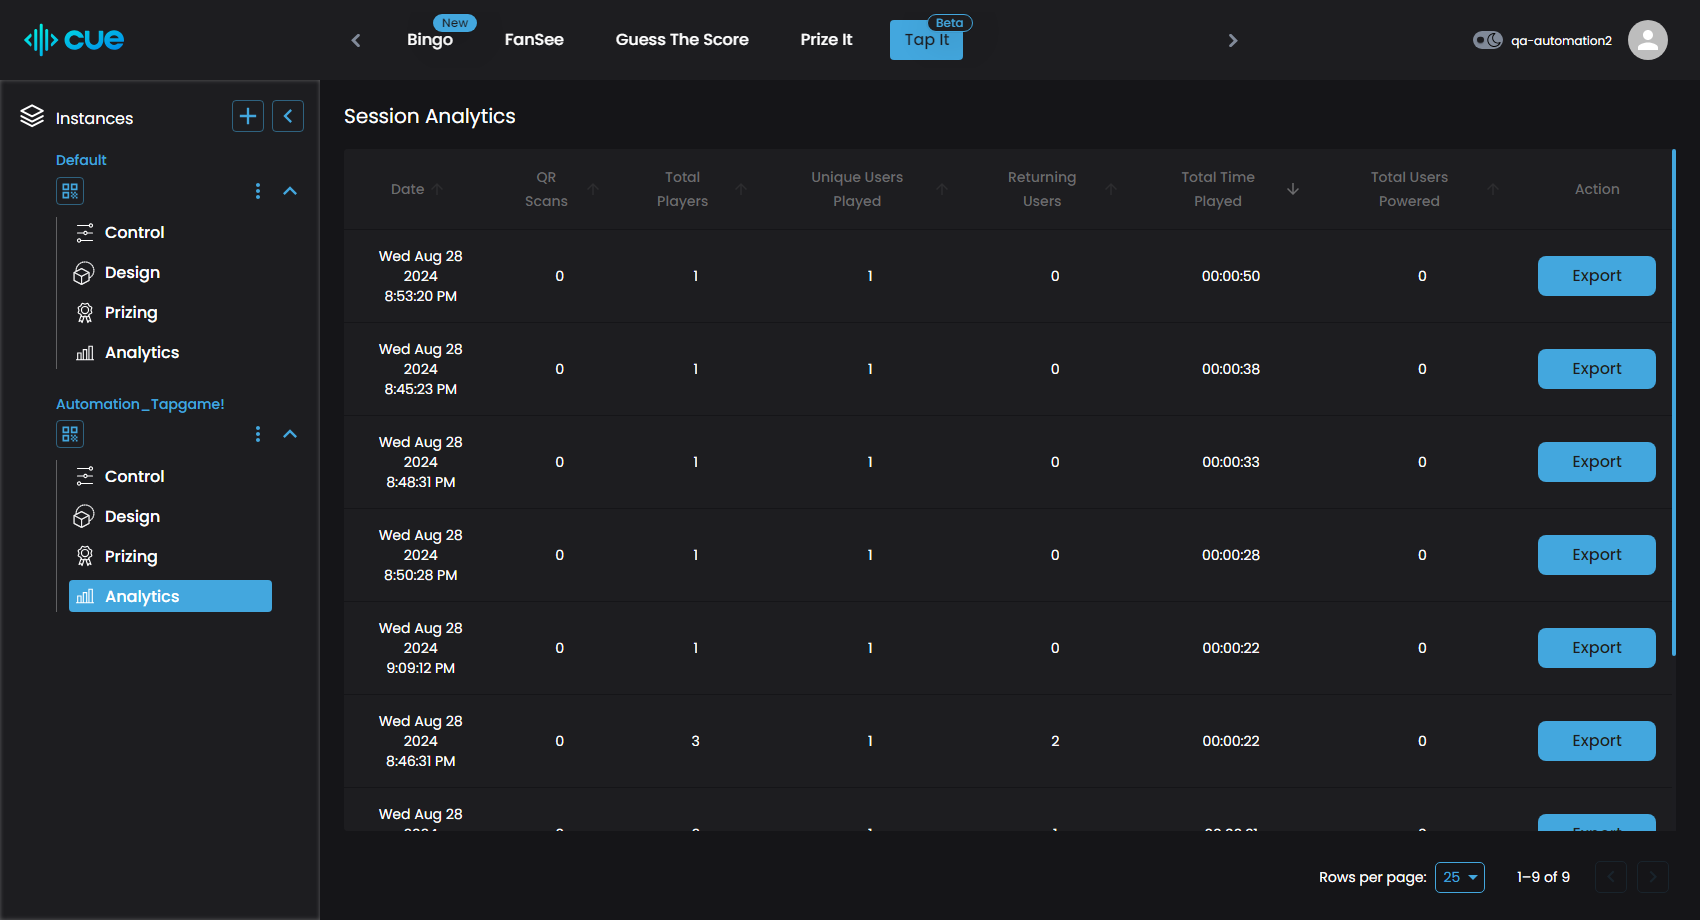 cue
Bingo
New
FanSee
Guess The Score
Prize It
Tap It
Beta
qa-automation2
Instances
Default
Control
Design
Prizing
Analytics
Automation_Tapgame!
Control
Design
Prizing
Analytics
Session Analytics
Date
QR
Scans
Total
Players
Unique Users
Played
Returning
Users
Total Time
Played
Total Users
Powered
Action
Wed Aug 28
2024
8:53:20 PM
0 1 1 0 00:00:50 0 Export
Wed Aug 28
2024
8:45:23 PM
0 1 1 0 00:00:38 0 Export
Wed Aug 28
2024
8:48:31 PM
0 1 1 0 00:00:33 0 Export
Wed Aug 28
2024
8:50:28 PM
0 1 1 0 00:00:28 0 Export
Wed Aug 28
2024
9:09:12 PM
0 1 1 0 00:00:22 0 Export
Wed Aug 28
2024
8:46:31 PM
0 3 1 2 00:00:22 0 Export
Wed Aug 28
Rows per page: 25 1–9 of 9